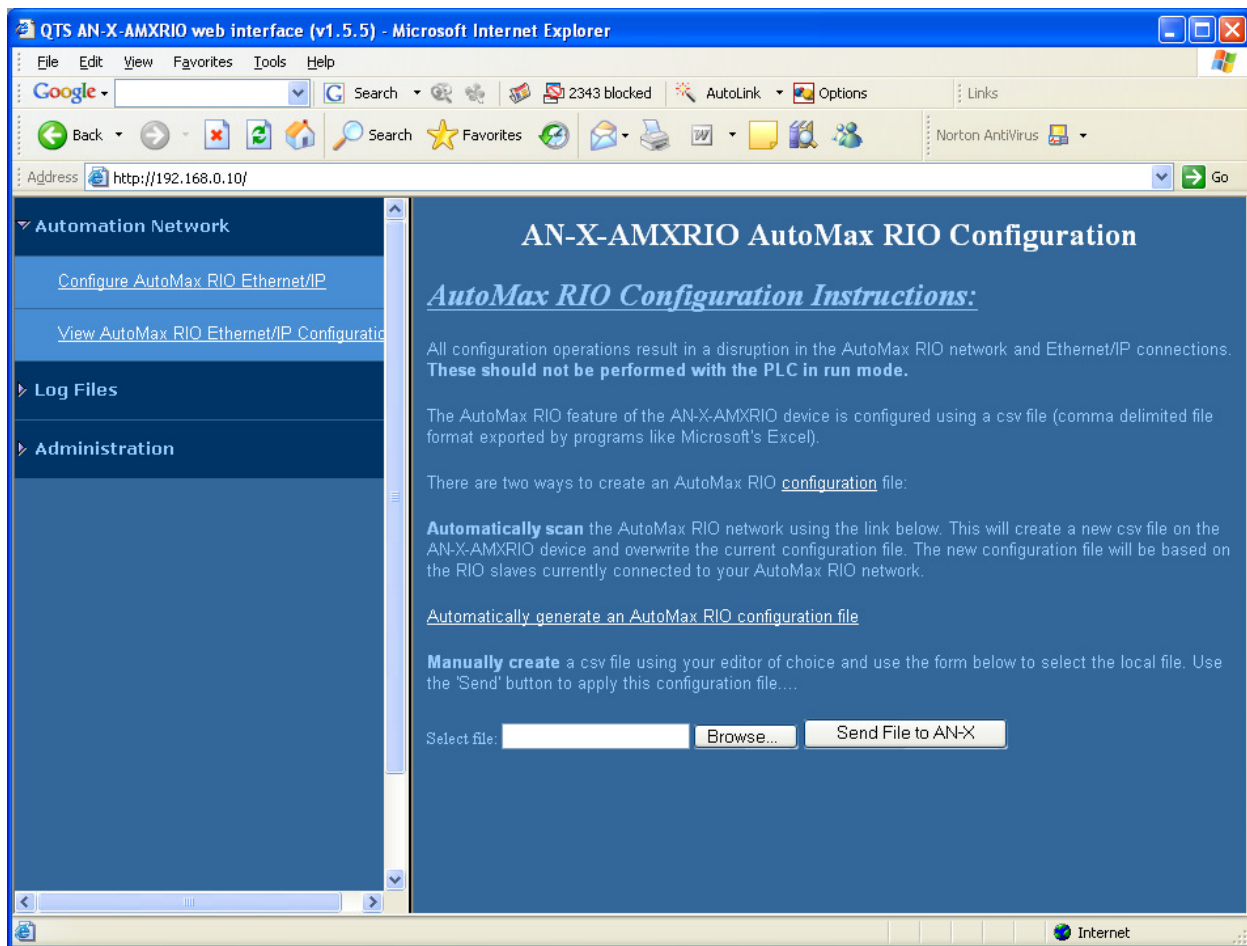 QTS AN-X-AMXRIO web interface (v1.5.5) - Microsoft Internet Explorer
File Edit View Favorites Tools Help
Google Search 2343 blocked AutoLink Options Links
Back Search Favorites Norton AntiVirus
Address http://192.168.0.10/ Go
Automation Network
Configure AutoMax RIO Ethernet/IP
View AutoMax RIO Ethernet/IP Configuratio
Log Files
Administration
AN-X-AMXRIO AutoMax RIO Configuration
AutoMax RIO Configuration Instructions:
All configuration operations result in a disruption in the AutoMax RIO network and Ethernet/IP connections.
These should not be performed with the PLC in run mode.
The AutoMax RIO feature of the AN-X-AMXRIO device is configured using a csv file (comma delimited file
format exported by programs like Microsoft's Excel).
There are two ways to create an AutoMax RIO configuration file:
Automatically scan the AutoMax RIO network using the link below. This will create a new csv file on the
AN-X-AMXRIO device and overwrite the current configuration file. The new configuration file will be based on
the RIO slaves currently connected to your AutoMax RIO network.
Automatically generate an AutoMax RIO configuration file
Manually create a csv file using your editor of choice and use the form below to select the local file. Use
the 'Send' button to apply this configuration file....
Select file: Browse... Send File to AN-X
Internet